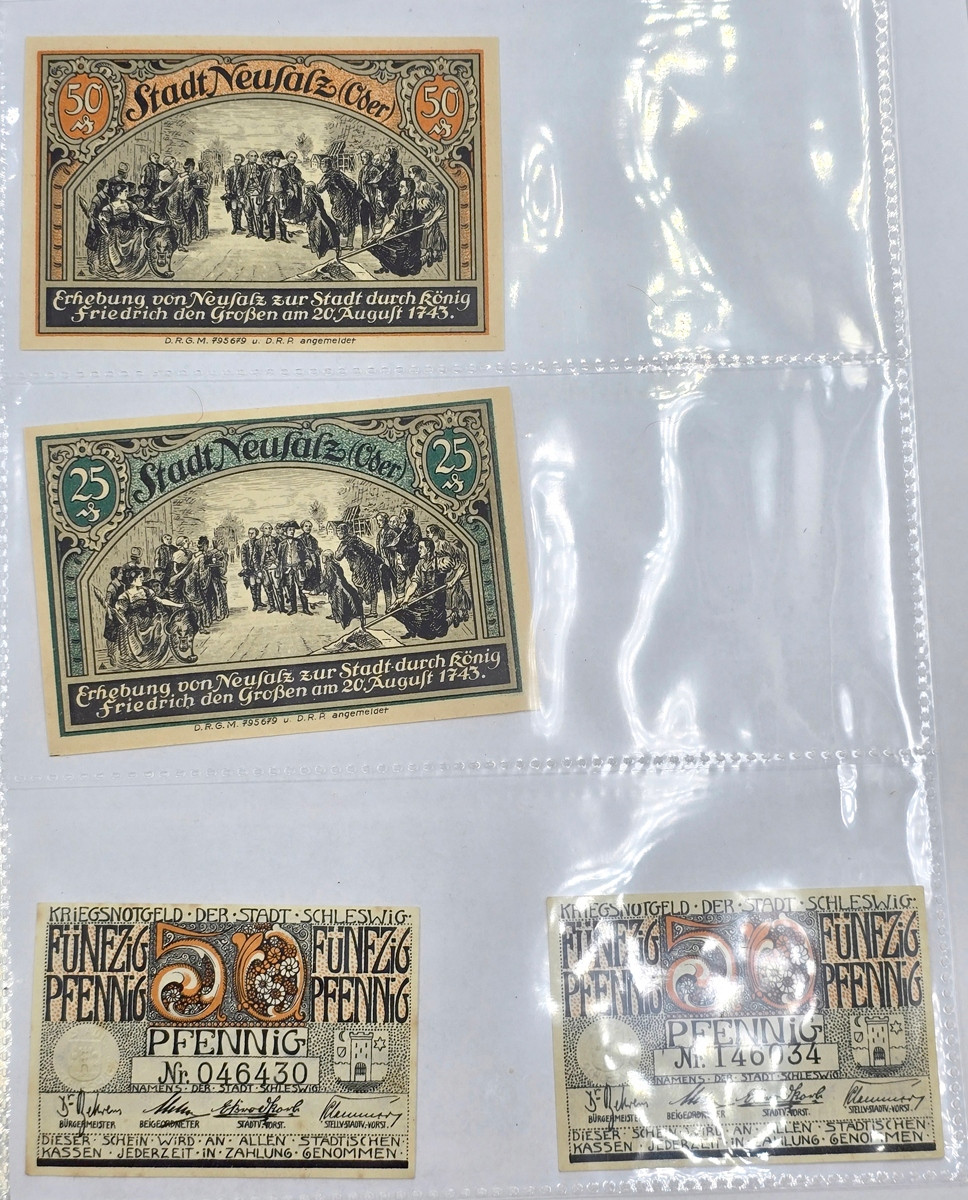 50 Stadt Neusalz (Oder) 50
₰ ₰
Erhebung von Neusalz zur Stadt durch König
Friedrich den Großen am 20. August 1743.
D.R.G.M. 795679 u. D.R.P. angemeldet
25 Stadt Neusalz (Oder) 25
₰ ₰
Erhebung von Neusalz zur Stadt durch König
Friedrich den Großen am 20. August 1743.
D.R.G.M. 795679 u. D.R.P. angemeldet
KRIEGSNOTGELD · DER · STADT · SCHLESWIG ·
FÜNFZIG 50 FÜNFZIG
PFENNIG PFENNIG
PFENNIG
Nr. 046430
NAMENS · DER · STADT · SCHLESWIG
BÜRGERMEISTER BEIGEORDNETER STADTV.-VORST. STELLV.STADTV.-VORST.
DIESER · SCHEIN · WIRD · AN · ALLEN · STÄDTISCHEN
KASSEN · JEDERZEIT · IN · ZAHLUNG · GENOMMEN
KRIEGSNOTGELD · DER · STADT · SCHLESWIG ·
FÜNFZIG 50 FÜNFZIG
PFENNIG PFENNIG
PFENNIG
Nr. 146034
NAMENS · DER · STADT · SCHLESWIG
BÜRGERMEISTER BEIGEORDNETER STADTV.-VORST. STELLV.STADTV.-VORST.
DIESER · SCHEIN · WIRD · AN · ALLEN · STÄDTISCHEN
KASSEN · JEDERZEIT · IN · ZAHLUNG · GENOMMEN